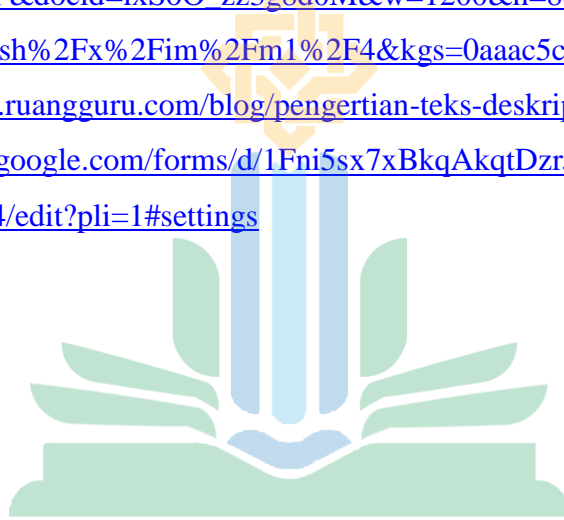 sh%2Fx%2Fim%2Fm1%2F4&kgs=0aaac5c
.ruangguru.com/blog/pengertian-teks-deskrip
google.com/forms/d/1Fni5sx7xBkqAkqtDzr
4/edit?pli=1#settings